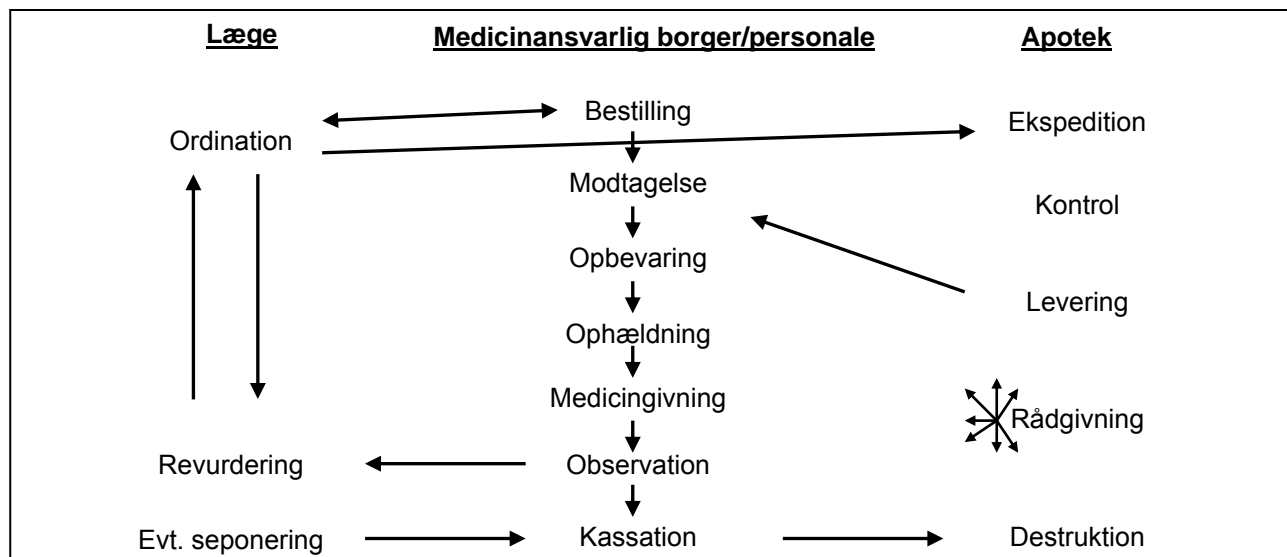 Læge
Medicinansvarlig borger/personale
Apotek
Ordination
Bestilling
Ekspedition
Modtagelse
Kontrol
Opbevaring
Levering
Ophældning
Medicingivning
Rådgivning
Revurdering
Observation
Evt. seponering
Kassation
Destruktion